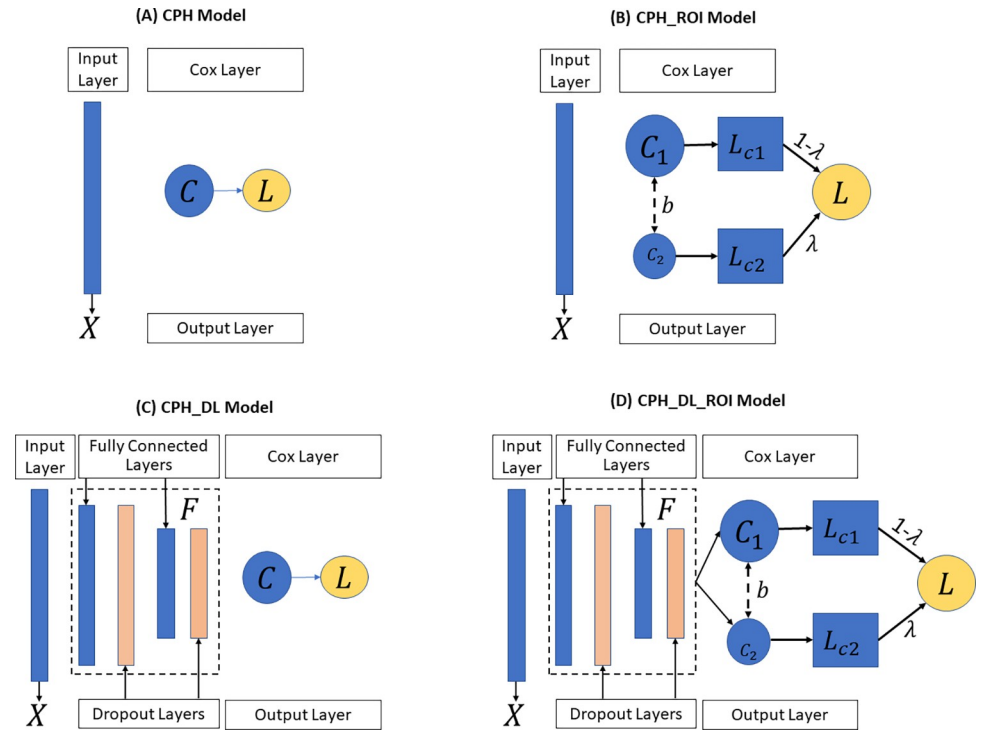 (A) CPH Model
Input
Layer
Cox Layer
C
L
X
Output Layer
(B) CPH_ROI Model
Input
Layer
Cox Layer
C1
Lc1
1-λ
b
L
C2
Lc2
λ
X
Output Layer
(C) CPH_DL Model
Input
Layer
Fully Connected
Layers
Cox Layer
F
C
L
X
Dropout Layers
Output Layer
(D) CPH_DL_ROI Model
Input
Layer
Fully Connected
Layers
Cox Layer
F
C1
Lc1
1-λ
b
L
C2
Lc2
λ
X
Dropout Layers
Output Layer